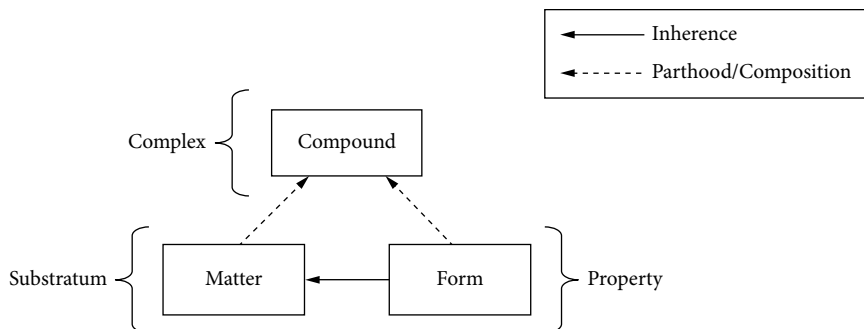 Inherence
Parthood/Composition
Complex
Compound
Substratum
Matter
Form
Property